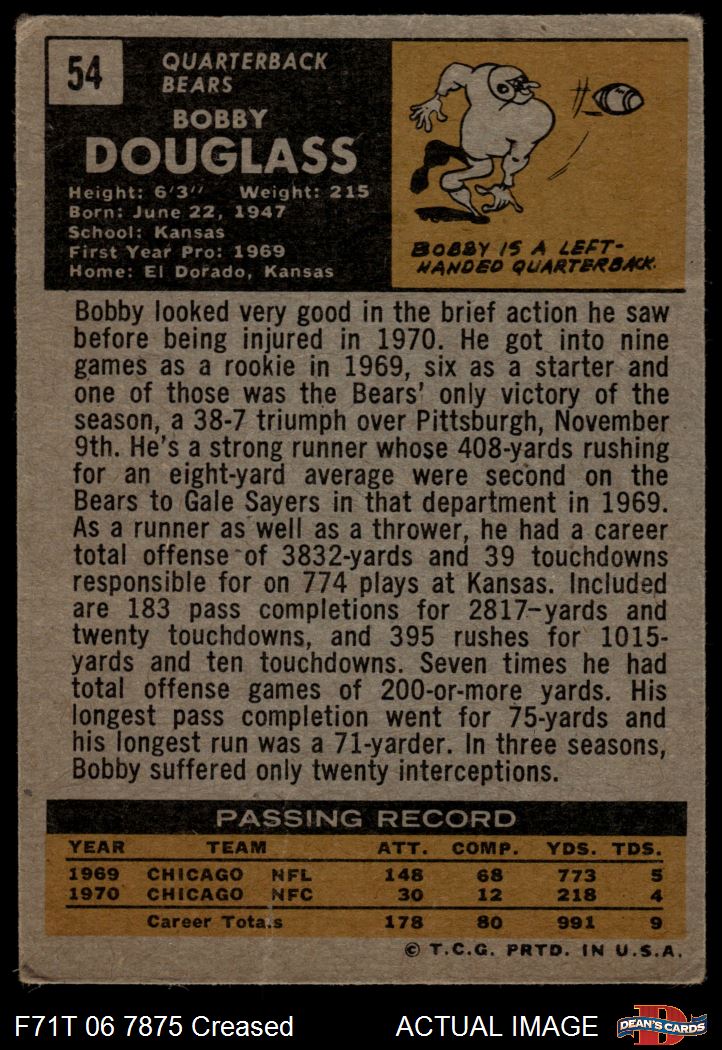 54
QUARTERBACK
BEARS
BOBBY
DOUGLASS
Height: 6'3" Weight: 215
Born: June 22, 1947
School: Kansas
First Year Pro: 1969
Home: El Dorado, Kansas
BOBBY IS A LEFT-
HANDED QUARTERBACK.
Bobby looked very good in the brief action he saw
before being injured in 1970. He got into nine
games as a rookie in 1969, six as a starter and
one of those was the Bears' only victory of the
season, a 38-7 triumph over Pittsburgh, November
9th. He's a strong runner whose 408-yards rushing
for an eight-yard average were second on the
Bears to Gale Sayers in that department in 1969.
As a runner as well as a thrower, he had a career
total offense of 3832-yards and 39 touchdowns
responsible for on 774 plays at Kansas. Included
are 183 pass completions for 2817-yards and
twenty touchdowns, and 395 rushes for 1015-
yards and ten touchdowns. Seven times he had
total offense games of 200-or-more yards. His
longest pass completion went for 75-yards and
his longest run was a 71-yarder. In three seasons,
Bobby suffered only twenty interceptions.
PASSING RECORD
YEAR TEAM ATT. COMP. YDS. TDS.
1969 CHICAGO NFL 148 68 773 5
1970 CHICAGO NFC 30 12 218 4
Career Totals 178 80 991 9
© T.C.G. PRTD. IN U.S.A.
F71T 06 7875 Creased ACTUAL IMAGE
D
DEAN'S CARDS